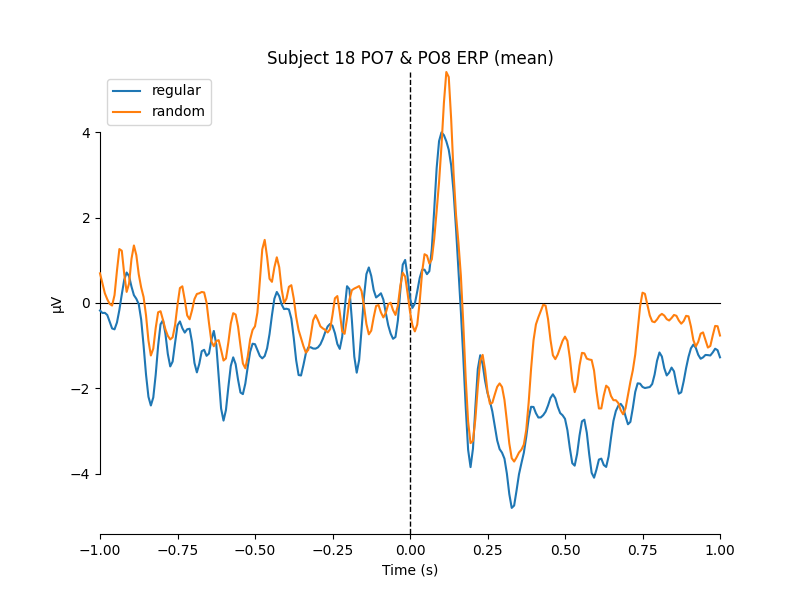 Subject 18 PO7 & PO8 ERP (mean)
regular
random
4
2
0
−2
−4
µV
−1.00 −0.75 −0.50 −0.25 0.00 0.25 0.50 0.75 1.00
Time (s)